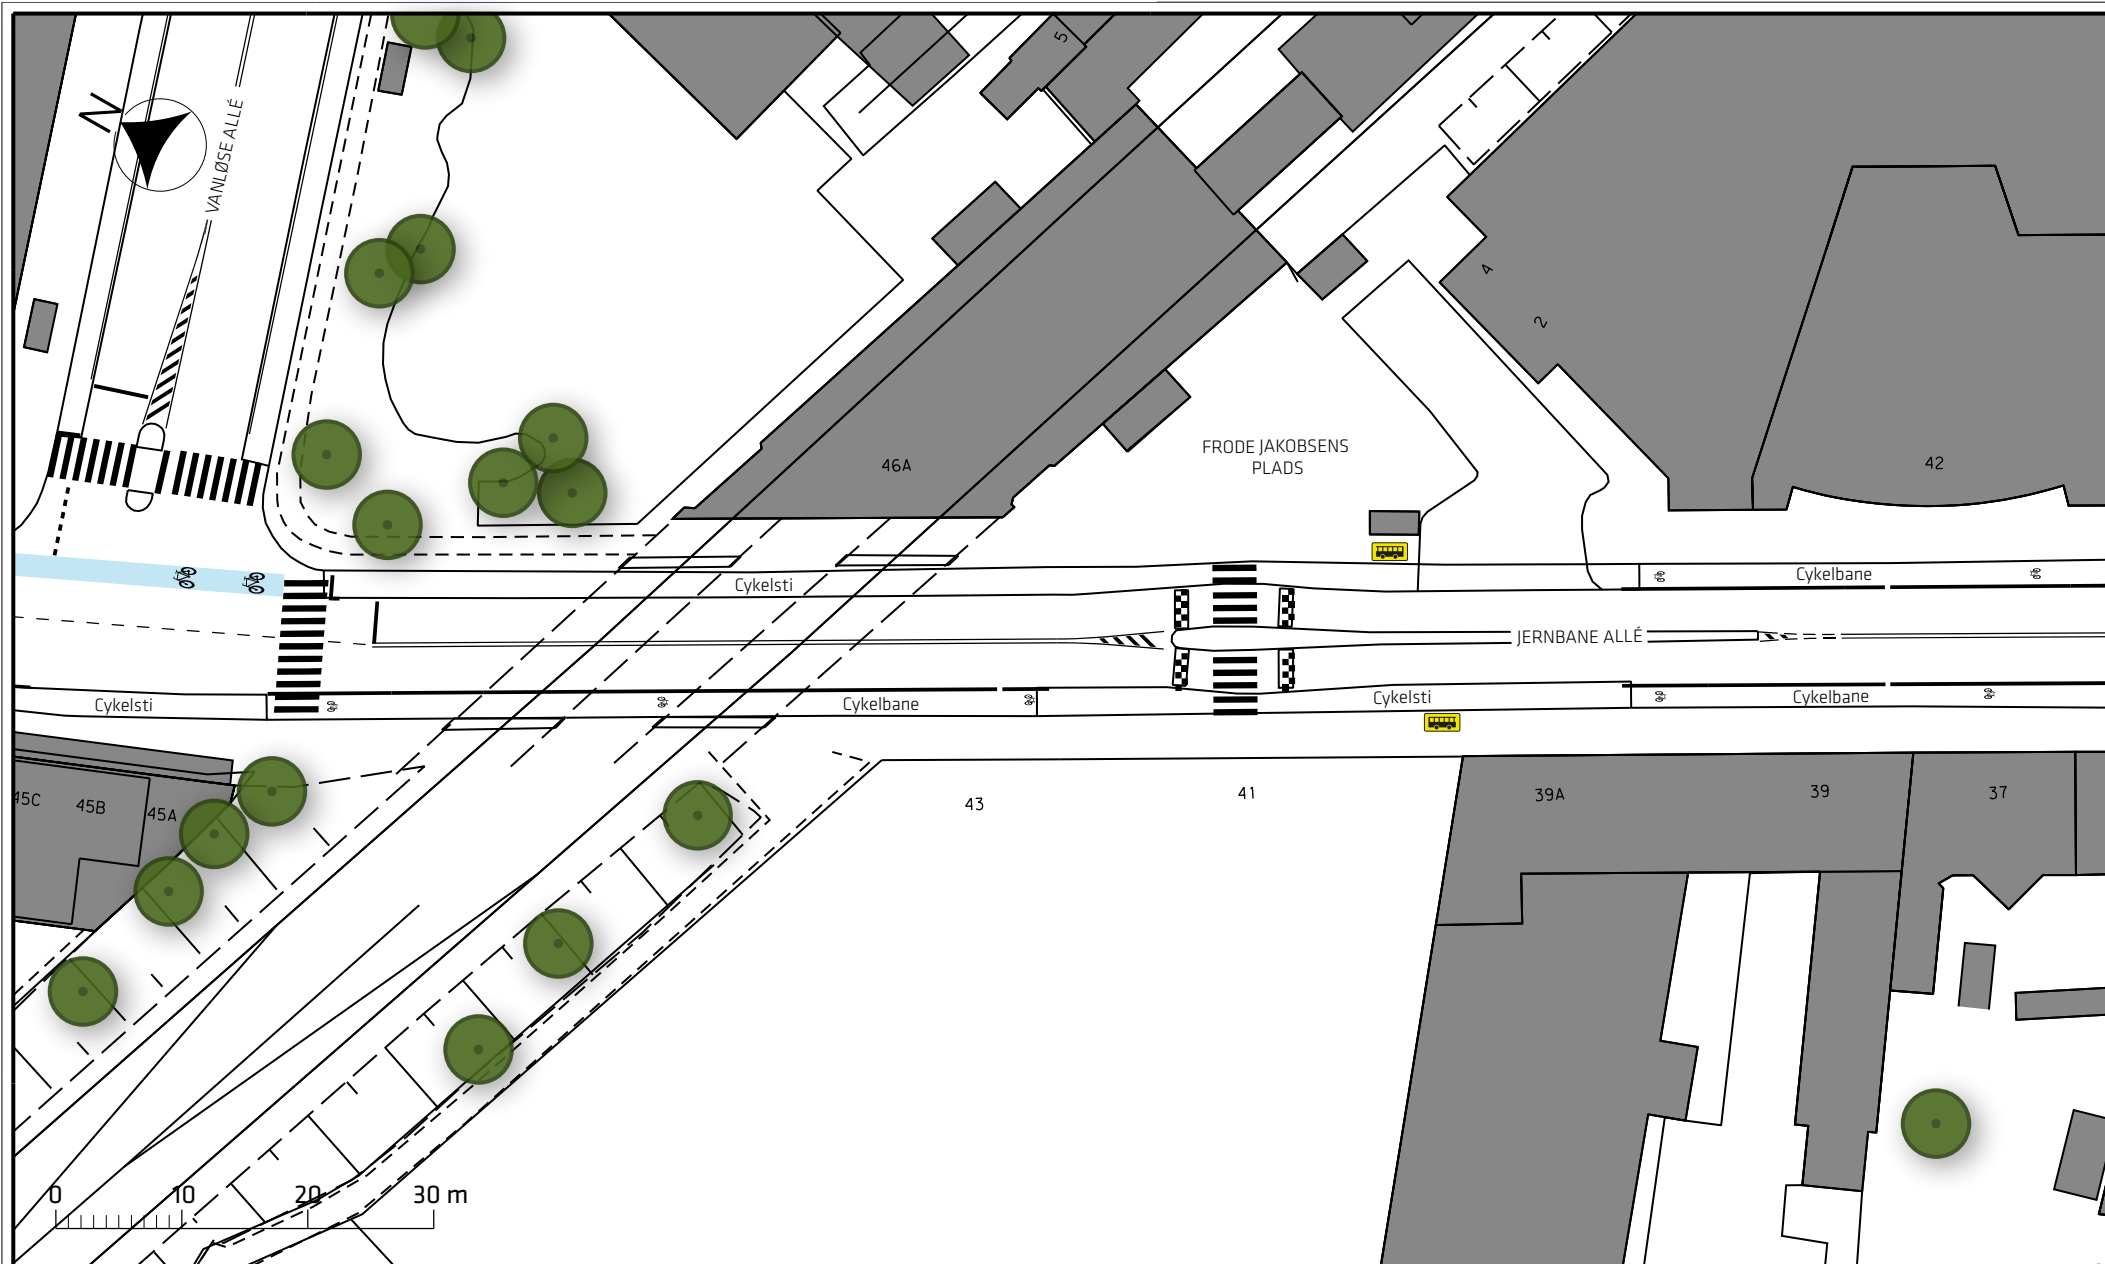 5
N
VANLØSE ALLÉ
4
2
FRODE JAKOBSENS
PLADS
46A
42
Cykelsti
Cykelbane
JERNBANE ALLÉ
Cykelsti
Cykelbane
Cykelsti
Cykelbane
45C
45B
45A
43
41
39A
39
37
0 10 20 30 m